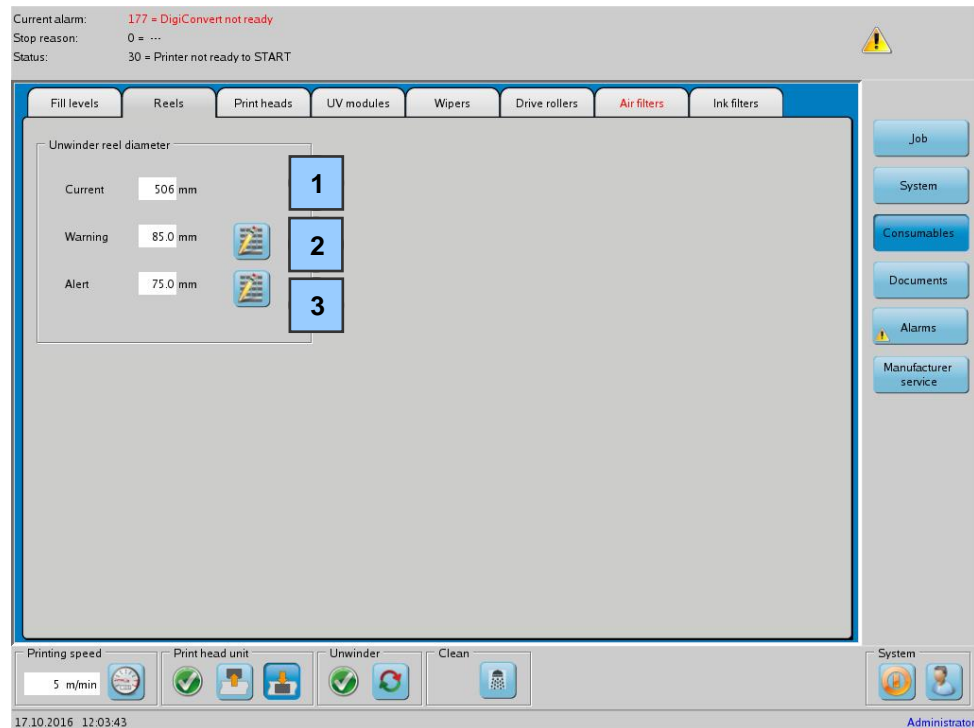 Current alarm: 177 = DigiConvert not ready
Stop reason: 0 = ---
Status: 30 = Printer not ready to START
Fill levels Reels Print heads UV modules Wipers Drive rollers Air filters Ink filters
Unwinder reel diameter
Current 506 mm 1
Warning 85.0 mm 2
Alert 75.0 mm 3
Job
System
Consumables
Documents
Alarms
Manufacturer
service
Printing speed Print head unit Unwinder Clean System
5 m/min
17.10.2016 12:03:43 Administrator